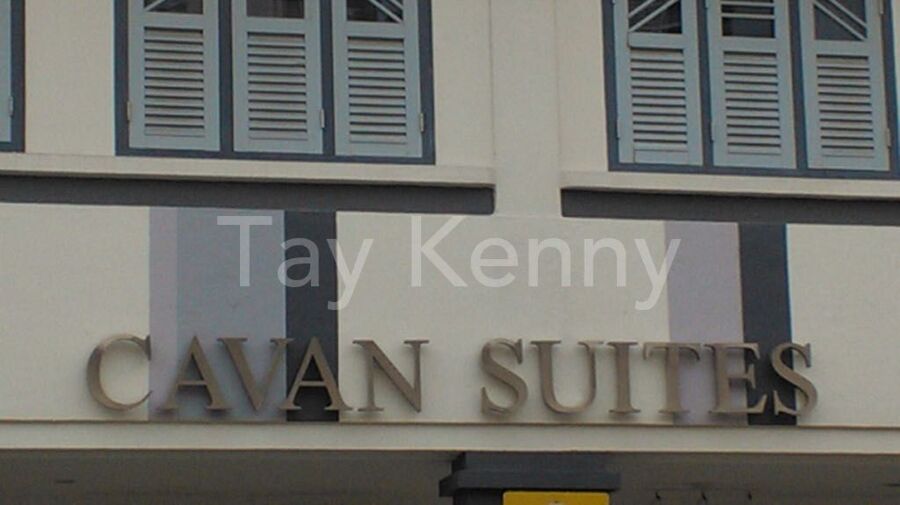 Tay Kenny
CAVAN SUITES